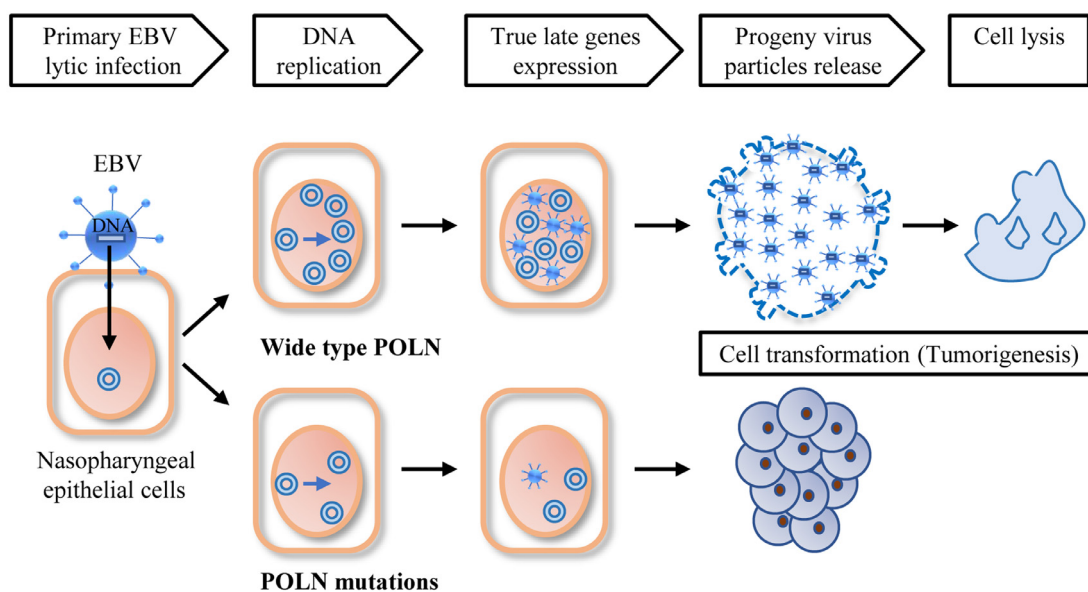 Primary EBV
lytic infection
DNA
replication
True late genes
expression
Progeny virus
particles release
Cell lysis
EBV
DNA
Wide type POLN
Cell transformation (Tumorigenesis)
Nasopharyngeal
epithelial cells
POLN mutations